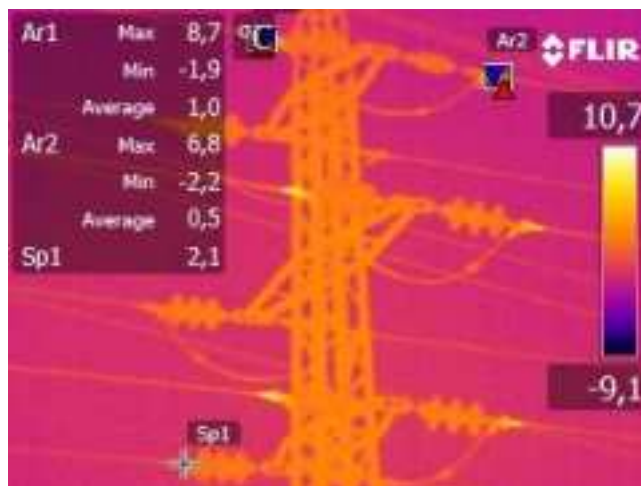 Ar1 Max 8,7
Min -1,9
Average 1,0
Ar2 Max 6,8
Min -2,2
Average 0,5
Sp1 2,1
°C
Ar2
FLIR
10,7
-9,1
Sp1